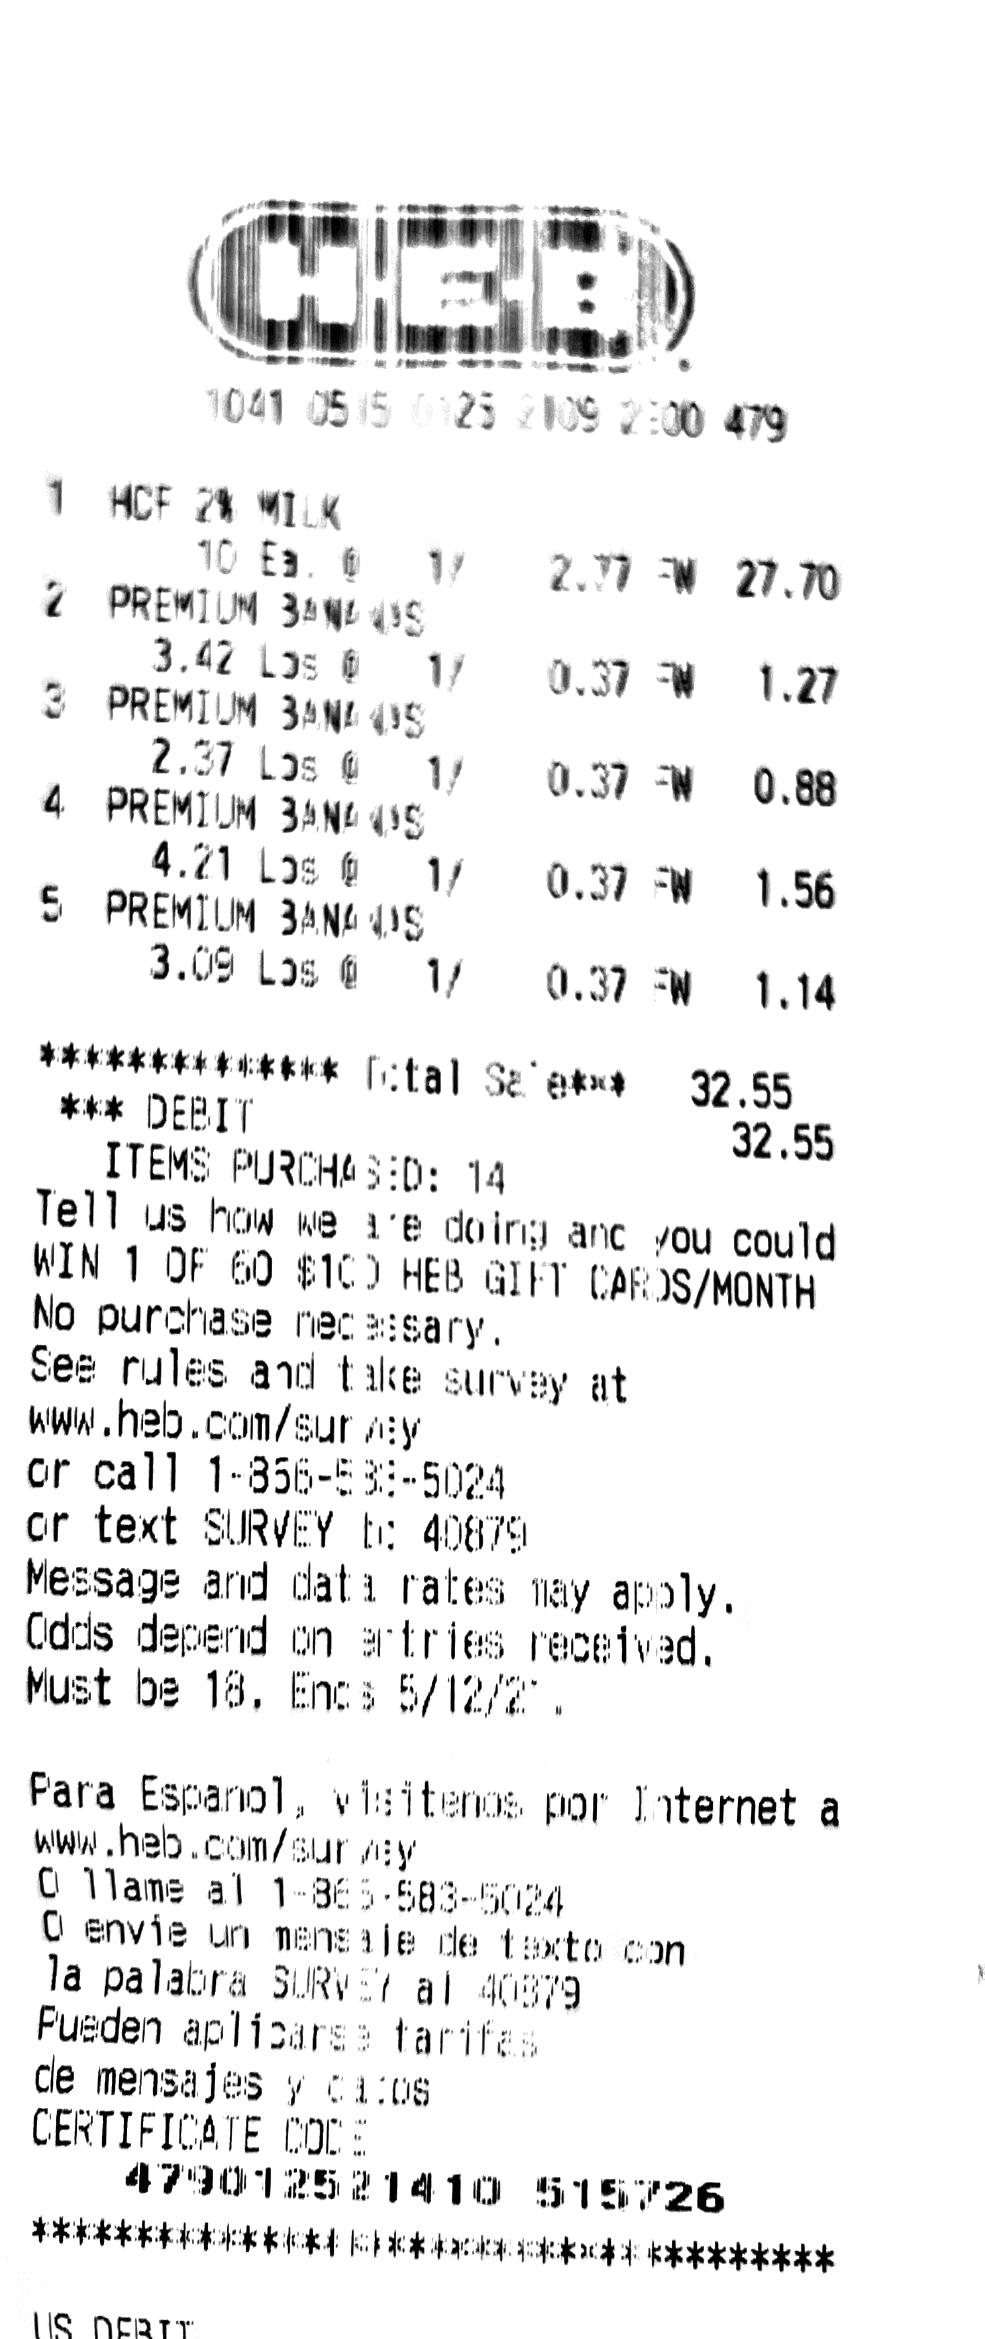 H-E-B
1041 0515 0125 2109 2300 479
1 HCF 2% MILK
10 Ea. @ 1/ 2.77 FW 27.70
2 PREMIUM BANANAS
3.42 Lbs @ 1/ 0.37 FW 1.27
3 PREMIUM BANANAS
2.37 Lbs @ 1/ 0.37 FW 0.88
4 PREMIUM BANANAS
4.21 Lbs @ 1/ 0.37 FW 1.56
5 PREMIUM BANANAS
3.09 Lbs @ 1/ 0.37 FW 1.14
************** Total Sale*** 32.55
*** DEBIT 32.55
ITEMS PURCHASED: 14
Tell us how we are doing and you could
WIN 1 OF 60 $100 HEB GIFT CARDS/MONTH
No purchase necessary.
See rules and take survey at
www.heb.com/survey
or call 1-866-583-5024
or text SURVEY to 40879
Message and data rates may apply.
Odds depend on entries received.
Must be 18. Ends
Para Espanol, visitenos por Internet a
www.heb.com/survey
O llame al 1-866-583-5024
O envie un mensaje de texto con
la palabra SURVEY al 40879
Pueden aplicarse tarifas
de mensajes y datos
CERTIFICATE CODE
479012521410 515726
**************************************
US DEBIT